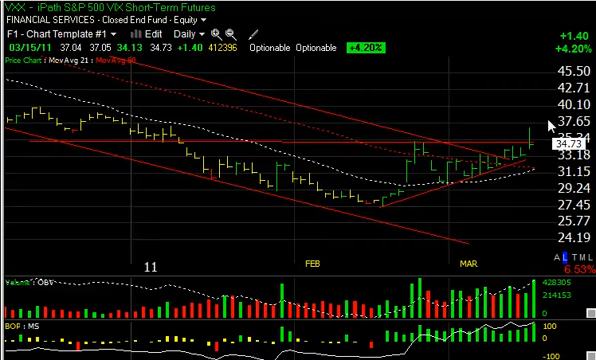 VXX - iPath S&P 500 VIX Short-Term Futures
FINANCIAL SERVICES - Closed End Fund - Equity
F1 - Chart Template #1 Edit Daily
+1.40
03/15/11 37.04 37.05 34.13 34.73 +1.40 412396 Optionable Optionable +4.20%
+4.20%
Price Chart : MovAvg 21 : MovAvg 50
45.50
42.71
40.10
37.65
34.73
33.18
31.15
29.24
27.45
25.77
24.19
A L T M L
11 FEB MAR
6.53%
Volume : OBV
428305
214153
BOP : MS
100
0
-100